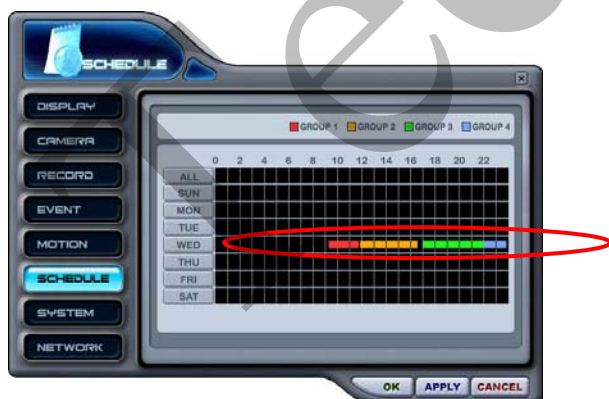 SCHEDULE
DISPLAY
CAMERA
RECORD
EVENT
MOTION
SCHEDULE
SYSTEM
NETWORK
GROUP 1 GROUP 2 GROUP 3 GROUP 4
0 2 4 6 8 10 12 14 16 18 20 22
ALL
SUN
MON
TUE
WED
THU
FRI
SAT
OK APPLY CANCEL